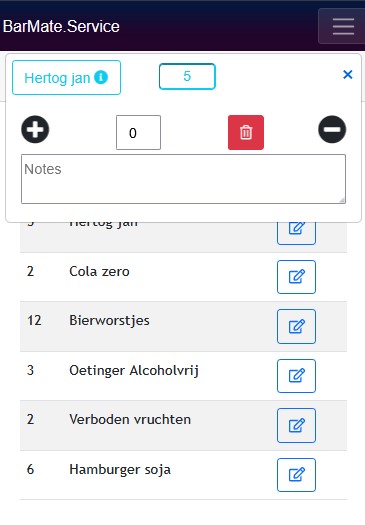 BarMate.Service
Hertog jan 5 ×
0
Notes
5 Hertog jan
2 Cola zero
12 Bierworstjes
3 Oetinger Alcoholvrij
2 Verboden vruchten
6 Hamburger soja